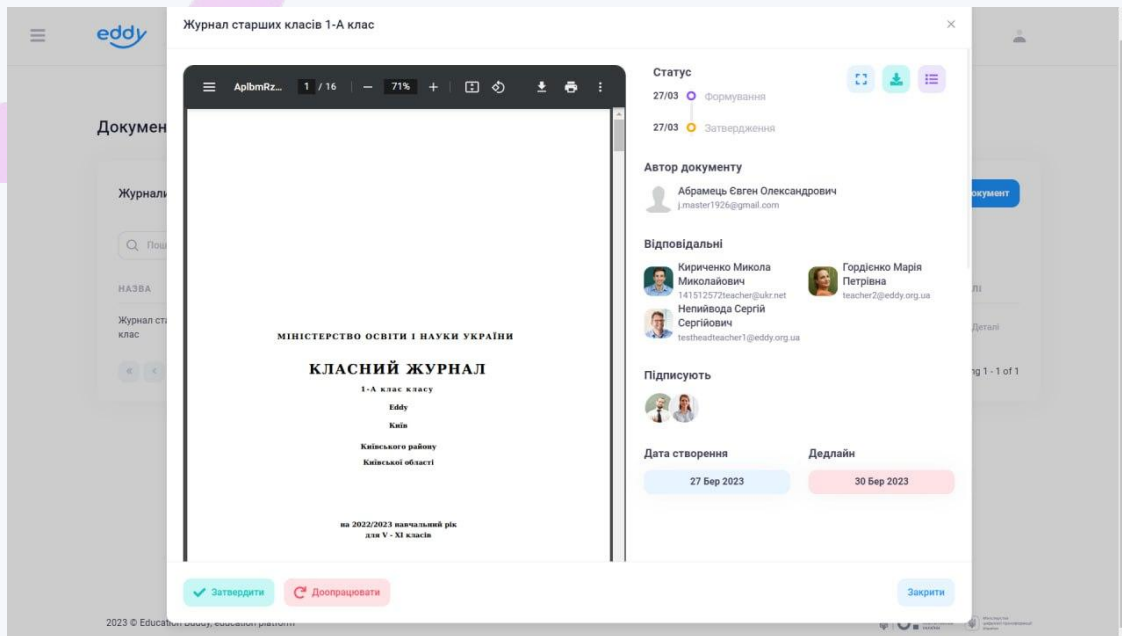 eddy
Журнал старших класів 1-А клас
×
AplbmRz...
1 / 16
71%
Статус
27/03 Формування
27/03 Затвердження
Докумен
Автор документу
Абрамець Євген Олександрович
j.master1926@gmail.com
Журнали
окумент
Відповідальні
Кириченко Микола
Миколайович
141512572teacher@ukr.net
Гордієнко Марія
Петрівна
teacher2@eddy.org.ua
Непийвода Сергій
Сергійович
testheadteacher1@eddy.org.ua
Пош
НАЗВА
ЛІ
Журнал ста
клас
Деталі
ng 1 - 1 of 1
МІНІСТЕРСТВО ОСВІТИ І НАУКИ УКРАЇНИ
КЛАСНИЙ ЖУРНАЛ
1-А клас класу
Eddy
Київ
Київського району
Київської області
на 2022/2023 навчальний рік
для V - XI класів
Підписують
Дата створення
Дедлайн
27 Бер 2023
30 Бер 2023
Затвердити
Доопрацювати
Закрити
2023 © Education Buddy, education platform